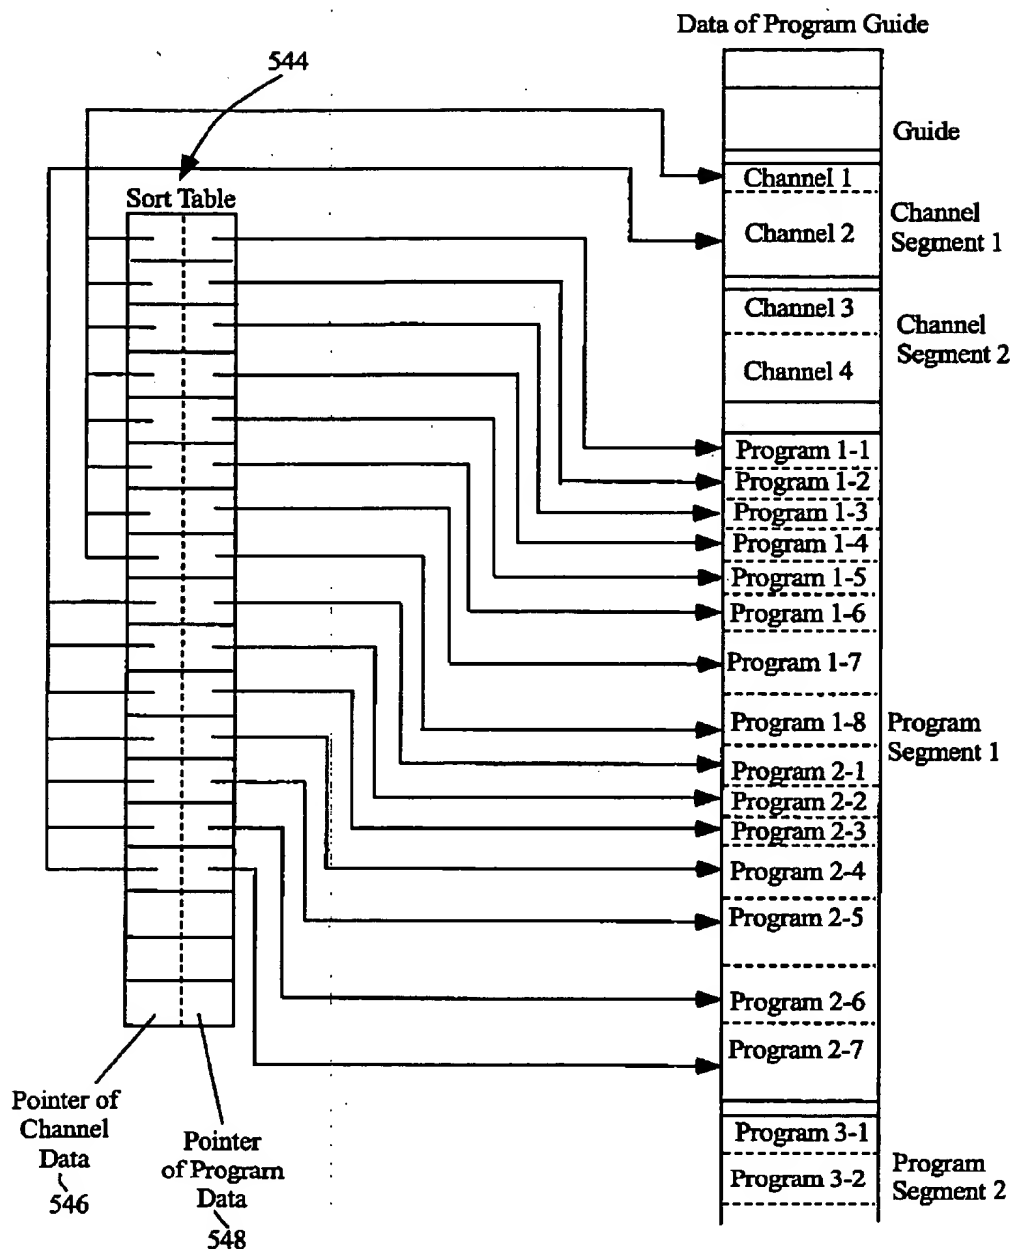 Data of Program Guide
544
Guide
Sort Table
Channel 1
Channel 2
Channel
Segment 1
Channel 3
Channel 4
Channel
Segment 2
Program 1-1
Program 1-2
Program 1-3
Program 1-4
Program 1-5
Program 1-6
Program 1-7
Program 1-8
Program 2-1
Program 2-2
Program 2-3
Program 2-4
Program 2-5
Program 2-6
Program 2-7
Program
Segment 1
Program 3-1
Program 3-2
Program
Segment 2
Pointer of
Channel
Data
546
Pointer
of Program
Data
548